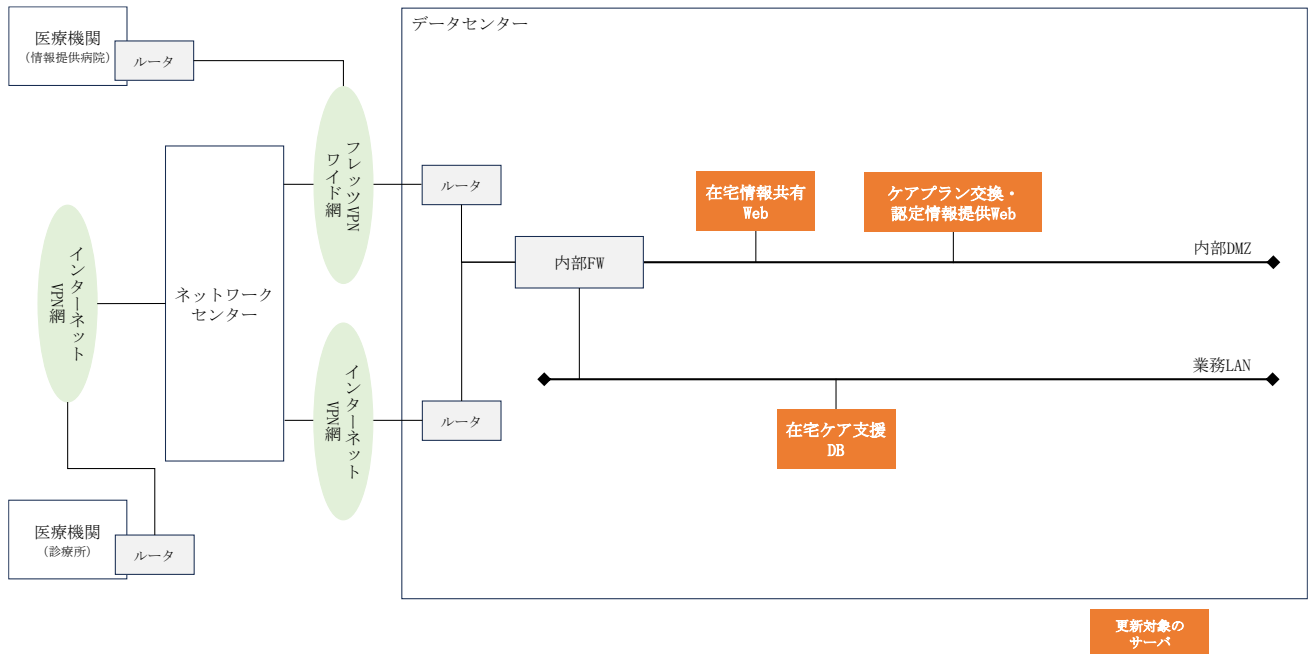 医療機関
（情報提供病院）
ルータ
データセンター
フレッツVPN
ワイド網
ルータ
在宅情報共有
Web
ケアプラン交換・
認定情報提供Web
内部FW
内部DMZ
インターネット
VPN網
ネットワーク
センター
インターネット
VPN網
ルータ
業務LAN
在宅ケア支援
DB
医療機関
（診療所）
ルータ
更新対象の
サーバ